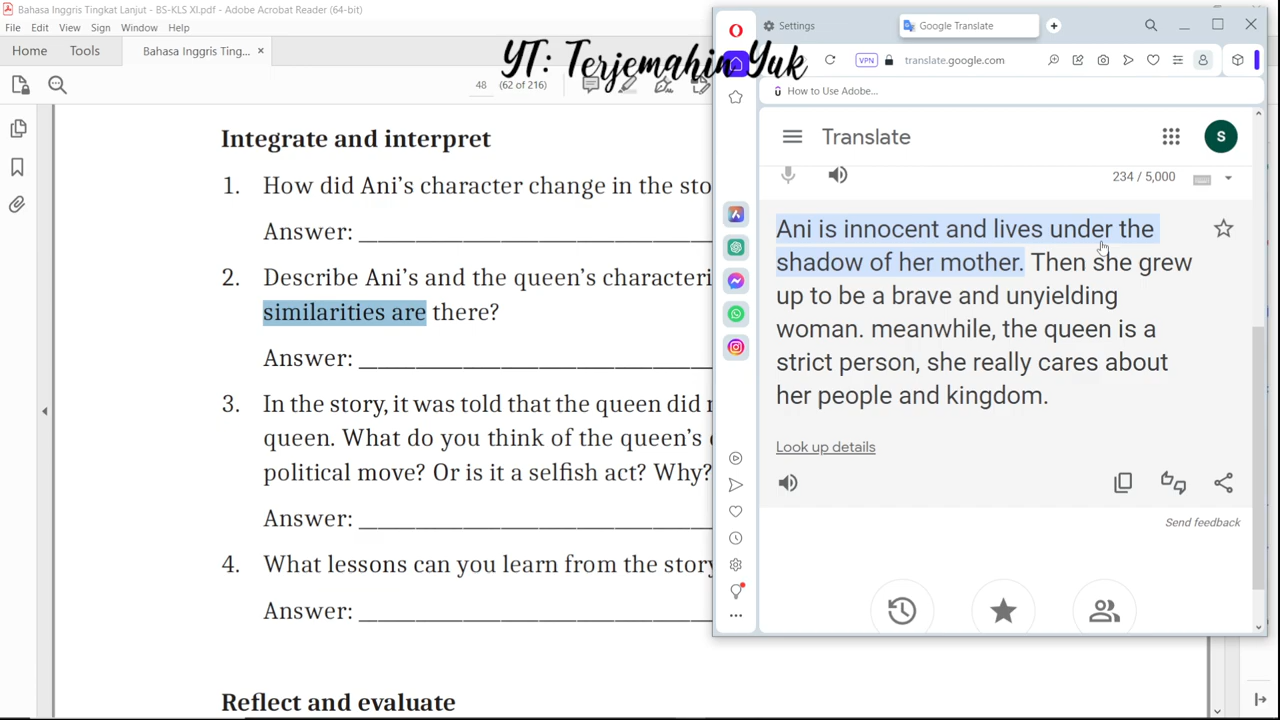 Bahasa Inggris Tingkat Lanjut - BS-KLS XI.pdf - Adobe Acrobat Reader (64-bit)
File Edit View Sign Window Help
Home Tools Bahasa Inggris Ting... ×
48 (62 of 216)
YT: Terjemahin Yuk
Integrate and interpret
1. How did Ani's character change in the sto
Answer:
2. Describe Ani's and the queen's characteri
similarities are there?
Answer:
3. In the story, it was told that the queen did
queen. What do you think of the queen's
political move? Or is it a selfish act? Why?
Answer:
4. What lessons can you learn from the story
Answer:
Reflect and evaluate
Settings Google Translate
VPN translate.google.com
How to Use Adobe...
Translate
S
234 / 5,000
Ani is innocent and lives under the
shadow of her mother. Then she grew
up to be a brave and unyielding
woman. meanwhile, the queen is a
strict person, she really cares about
her people and kingdom.
Look up details
Send feedback